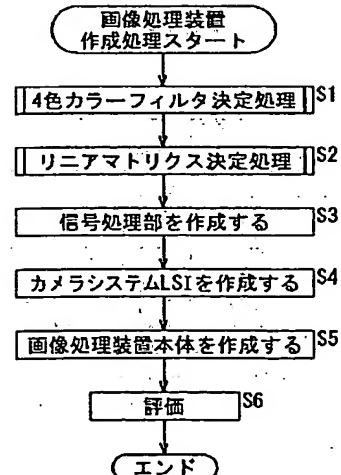 画像処理装置
作成処理スタート
4色カラーフィルタ決定処理 S1
リニアマトリクス決定処理 S2
信号処理部を作成する S3
カメラシステムLSIを作成する S4
画像処理装置本体を作成する S5
評価 S6
エンド